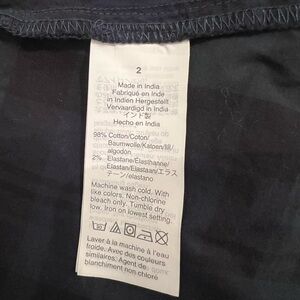 2
Made in India
Fabriqué en Inde
in Indien Hergestellt
Vervaardigd in India
インド製
Hecho en India
98% Cotton/Coton/
Baumwolle/Katoen/綿/
algodón
2% Elastane/Elasthanne/
Elastan/Elastaan/エラス
テーン/elastano
Machine wash cold. With
like colors. Non-chlorine
bleach only. Tumble dry
low. Iron on lowest setting.
Laver à la machine à l'eau
froide. Avec des couleurs
similaires. Agent de
blanchiment non chloré